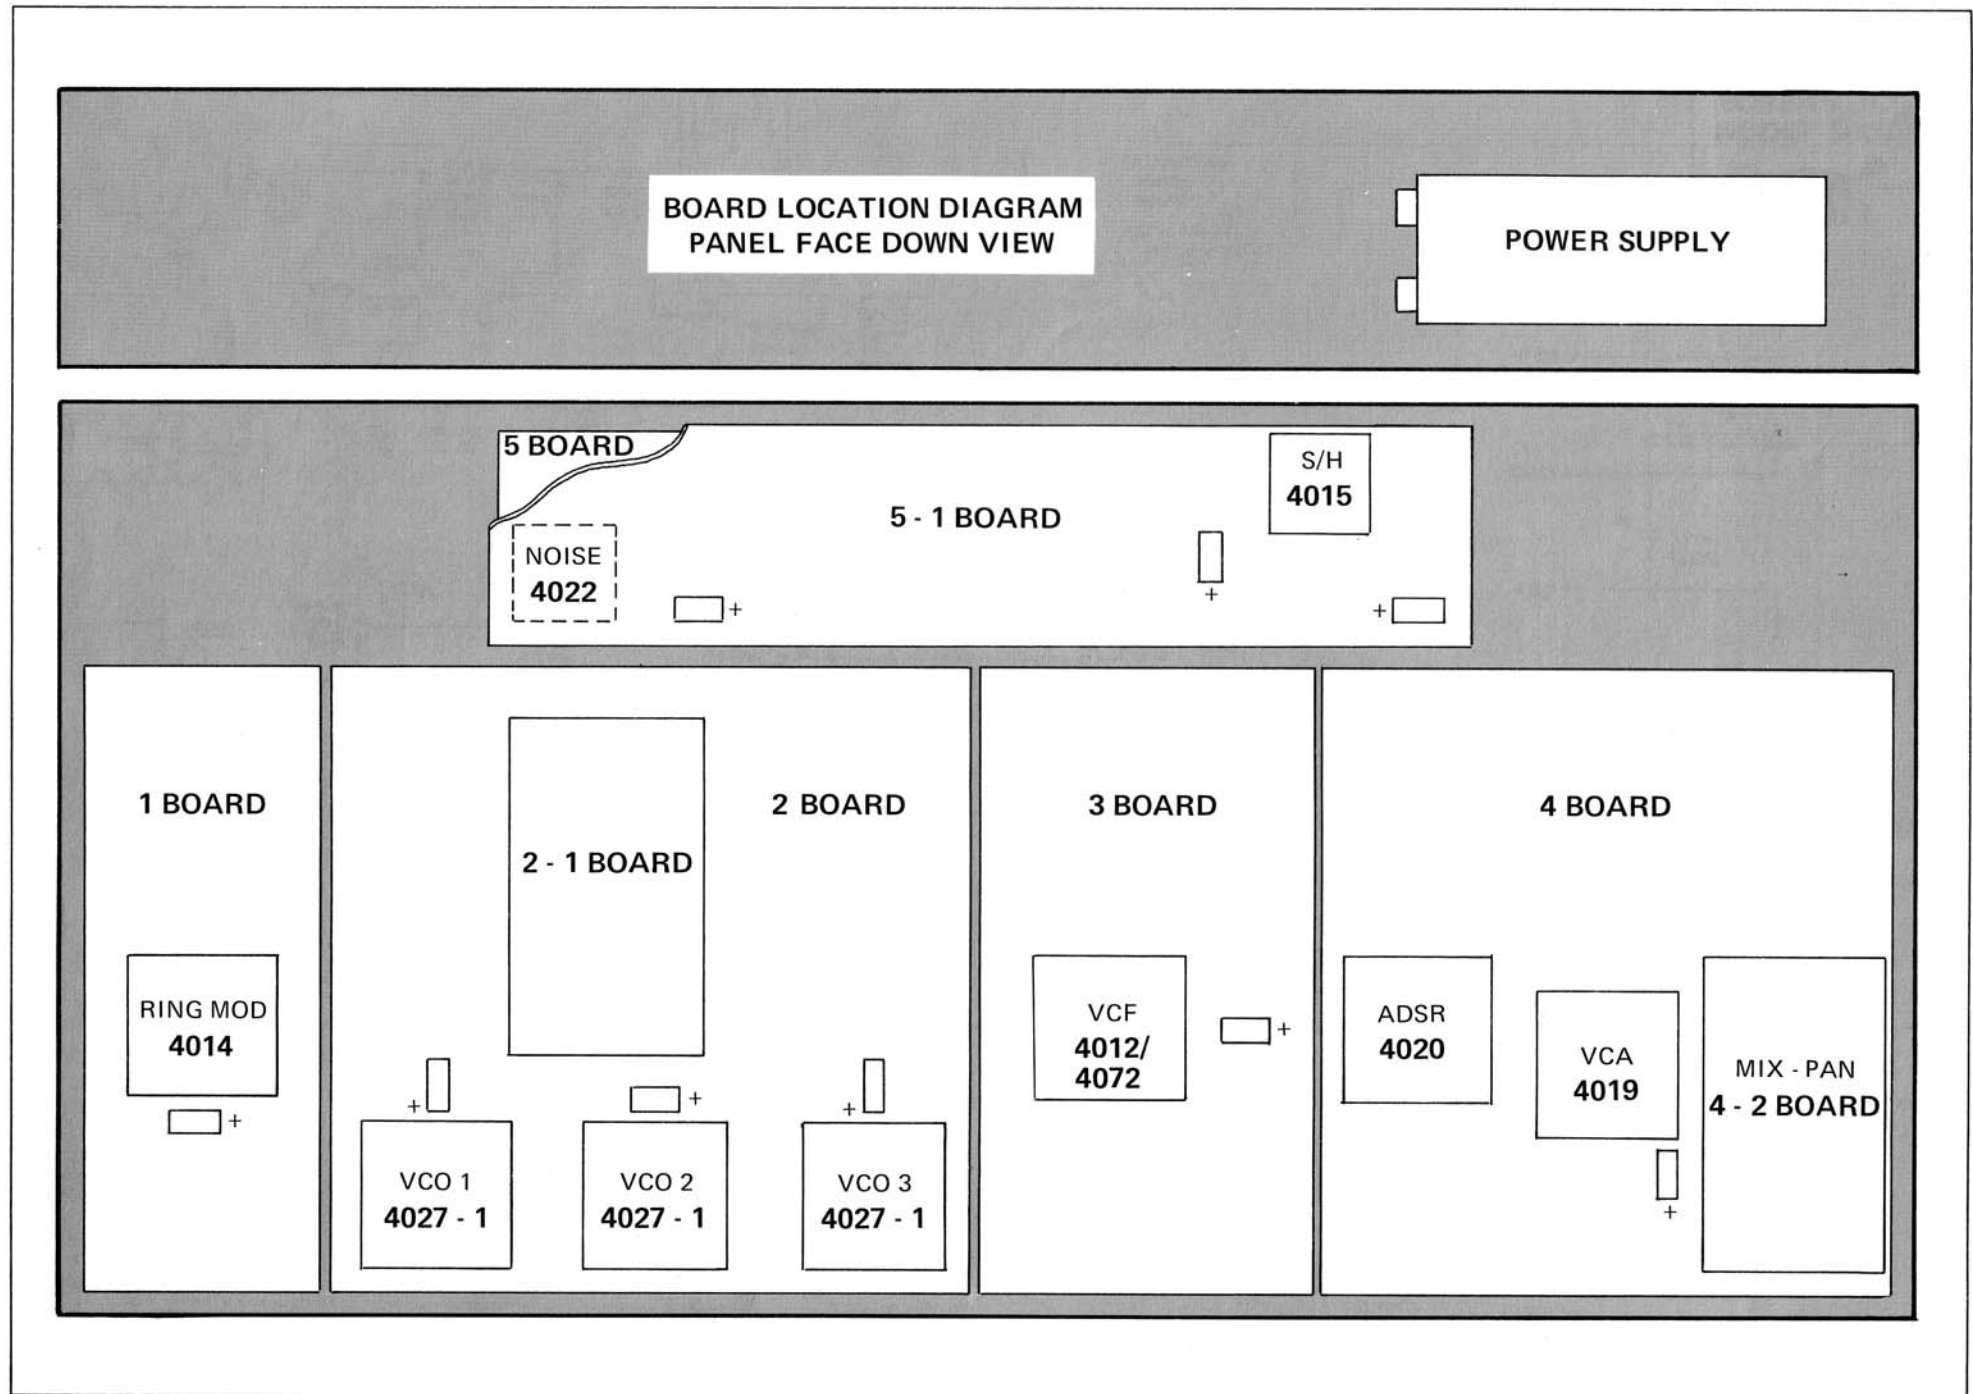 BOARD LOCATION DIAGRAM
PANEL FACE DOWN VIEW
POWER SUPPLY
5 BOARD
S/H
4015
5 - 1 BOARD
NOISE
4022
+
+
+
1 BOARD
2 BOARD
3 BOARD
4 BOARD
2 - 1 BOARD
RING MOD
4014
+
VCF
4012/
4072
+
ADSR
4020
VCA
4019
+
MIX - PAN
4 - 2 BOARD
+
+
+
VCO 1
4027 - 1
VCO 2
4027 - 1
VCO 3
4027 - 1